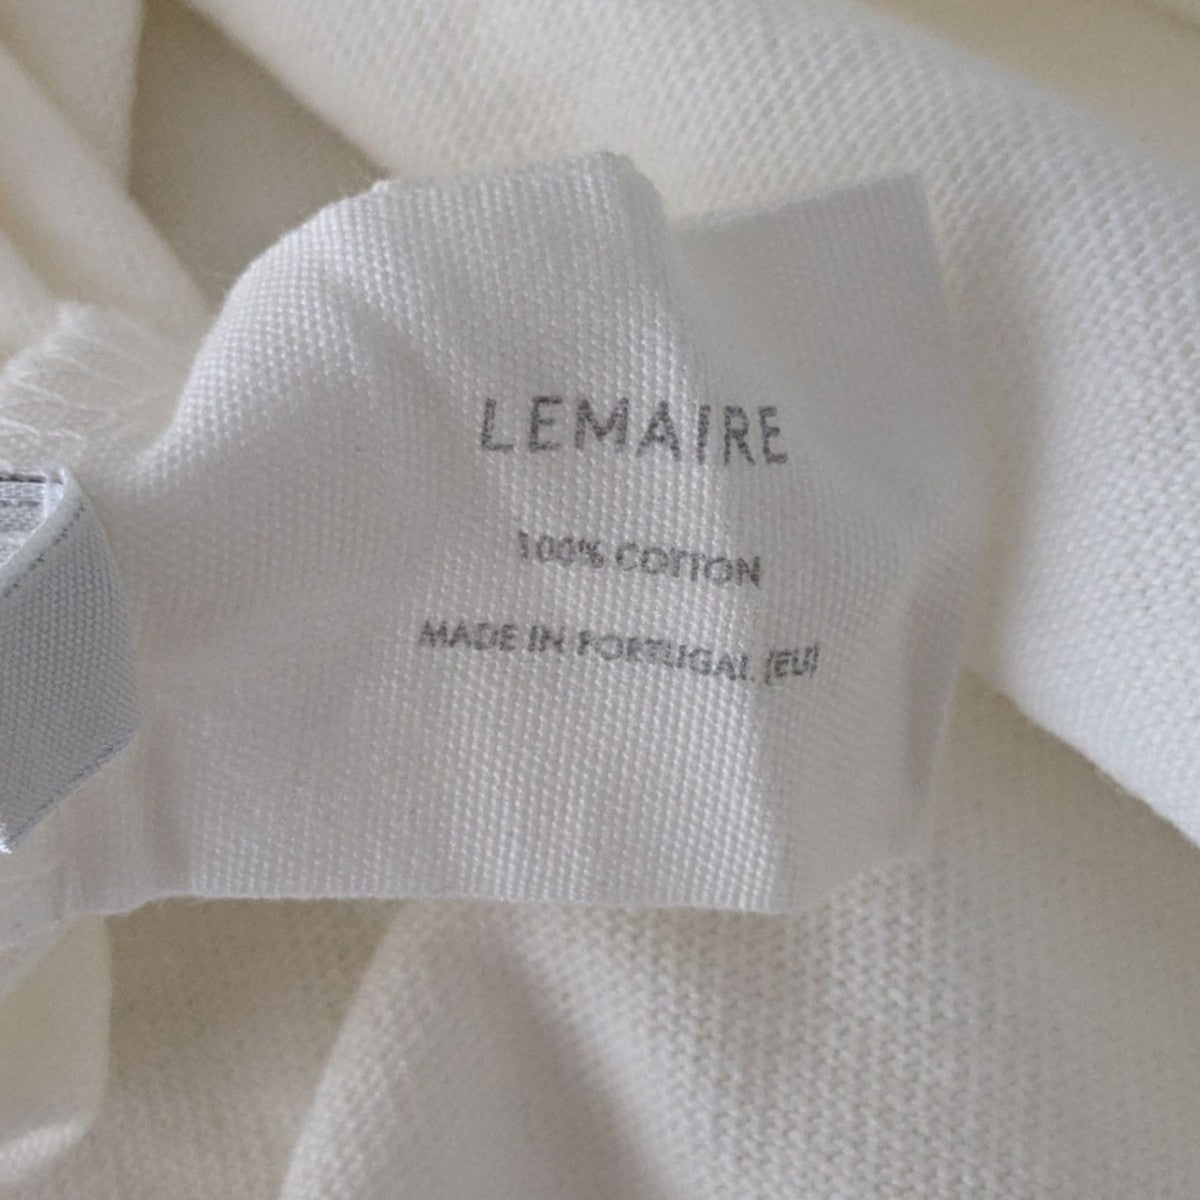 LEMAIRE
100% COTTON
MADE IN PORTUGAL (EU)